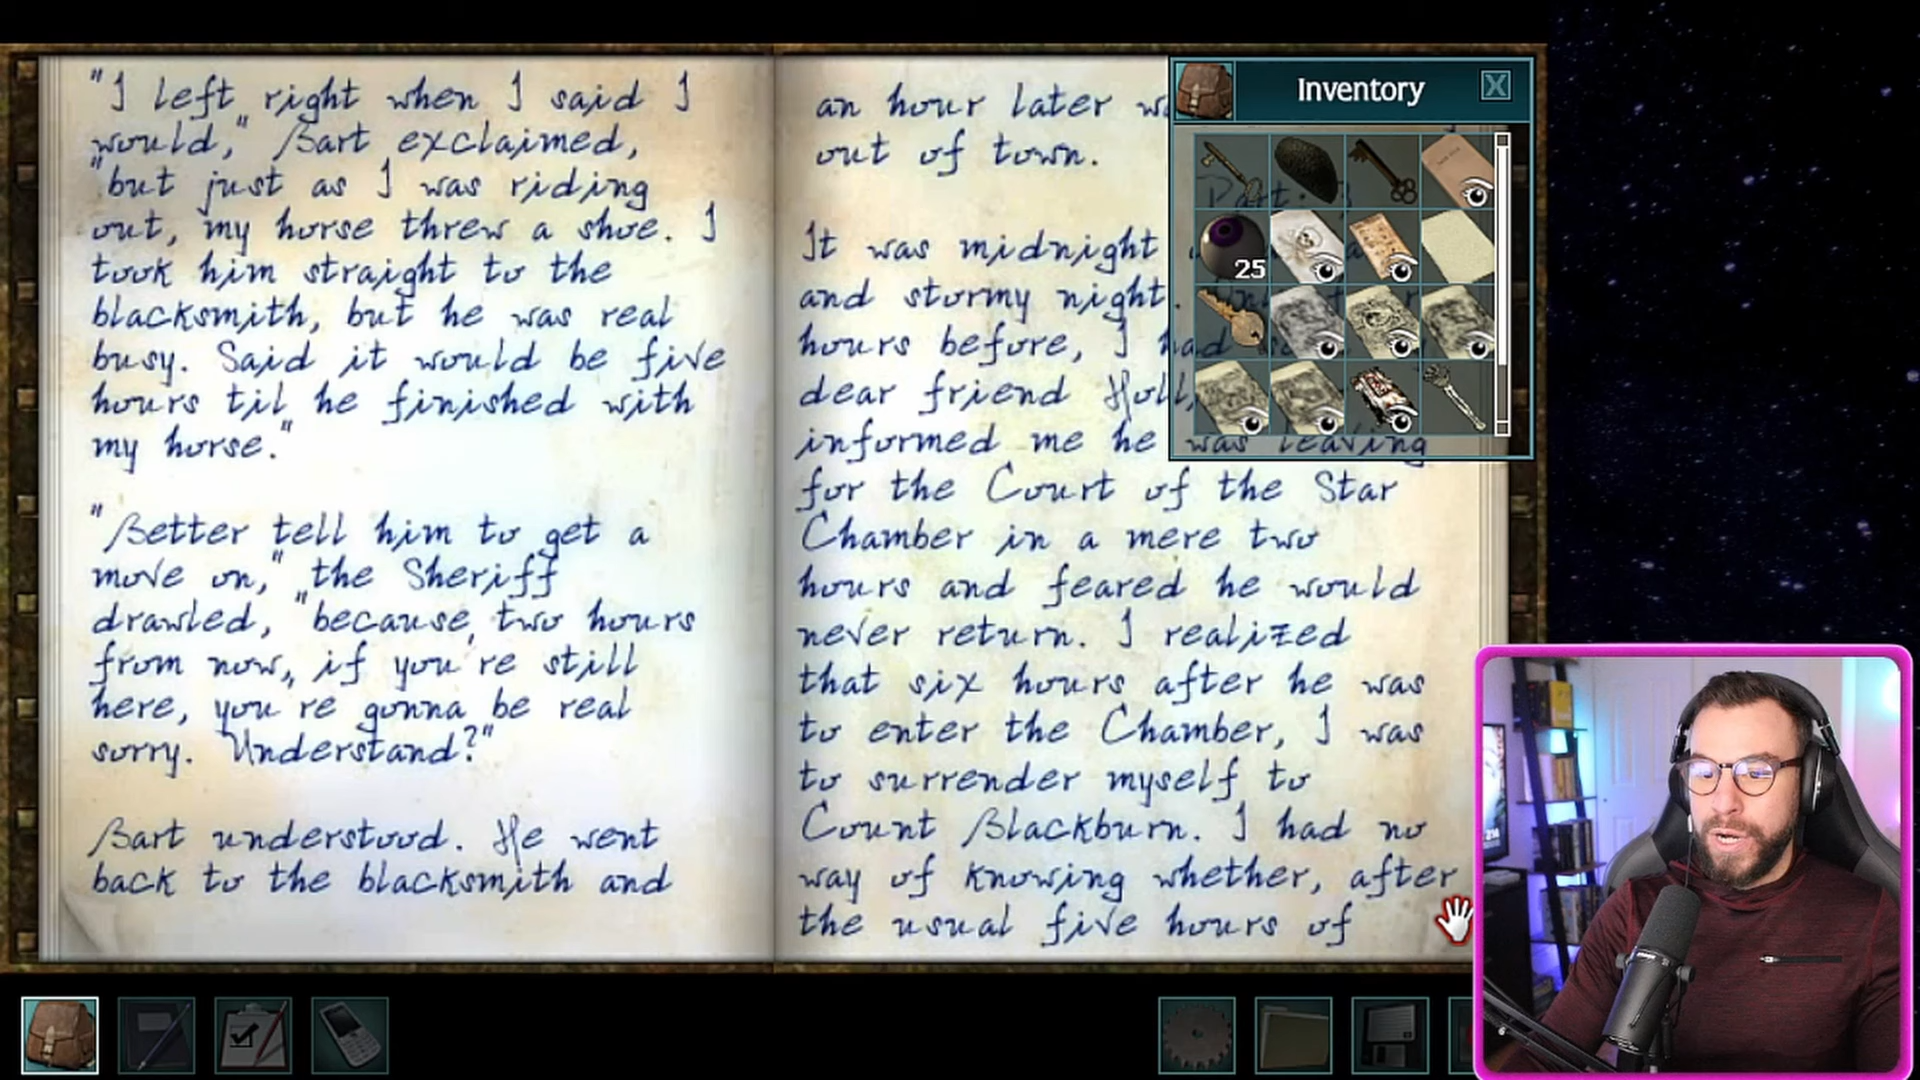 "I left right when I said I
would," Bart exclaimed,
"but just as I was riding
out, my horse threw a shoe. I
took him straight to the
blacksmith, but he was real
busy. Said it would be five
hours til he finished with
my horse."
"Better tell him to get a
move on," the Sheriff
drawled, "because, two hours
from now, if you're still
here, you're gonna be real
sorry. Understand?"
Bart understood. He went
back to the blacksmith and
an hour later
out of town.
It was midnight
and stormy night.
hours before, I had
dear friend Holt,
informed me he was leaving
for the Court of the Star
Chamber in a mere two
hours and feared he would
never return. I realized
that six hours after he was
to enter the Chamber, I was
to surrender myself to
Count Blackburn. I had no
way of knowing whether, after
the usual five hours of
Inventory
X
25